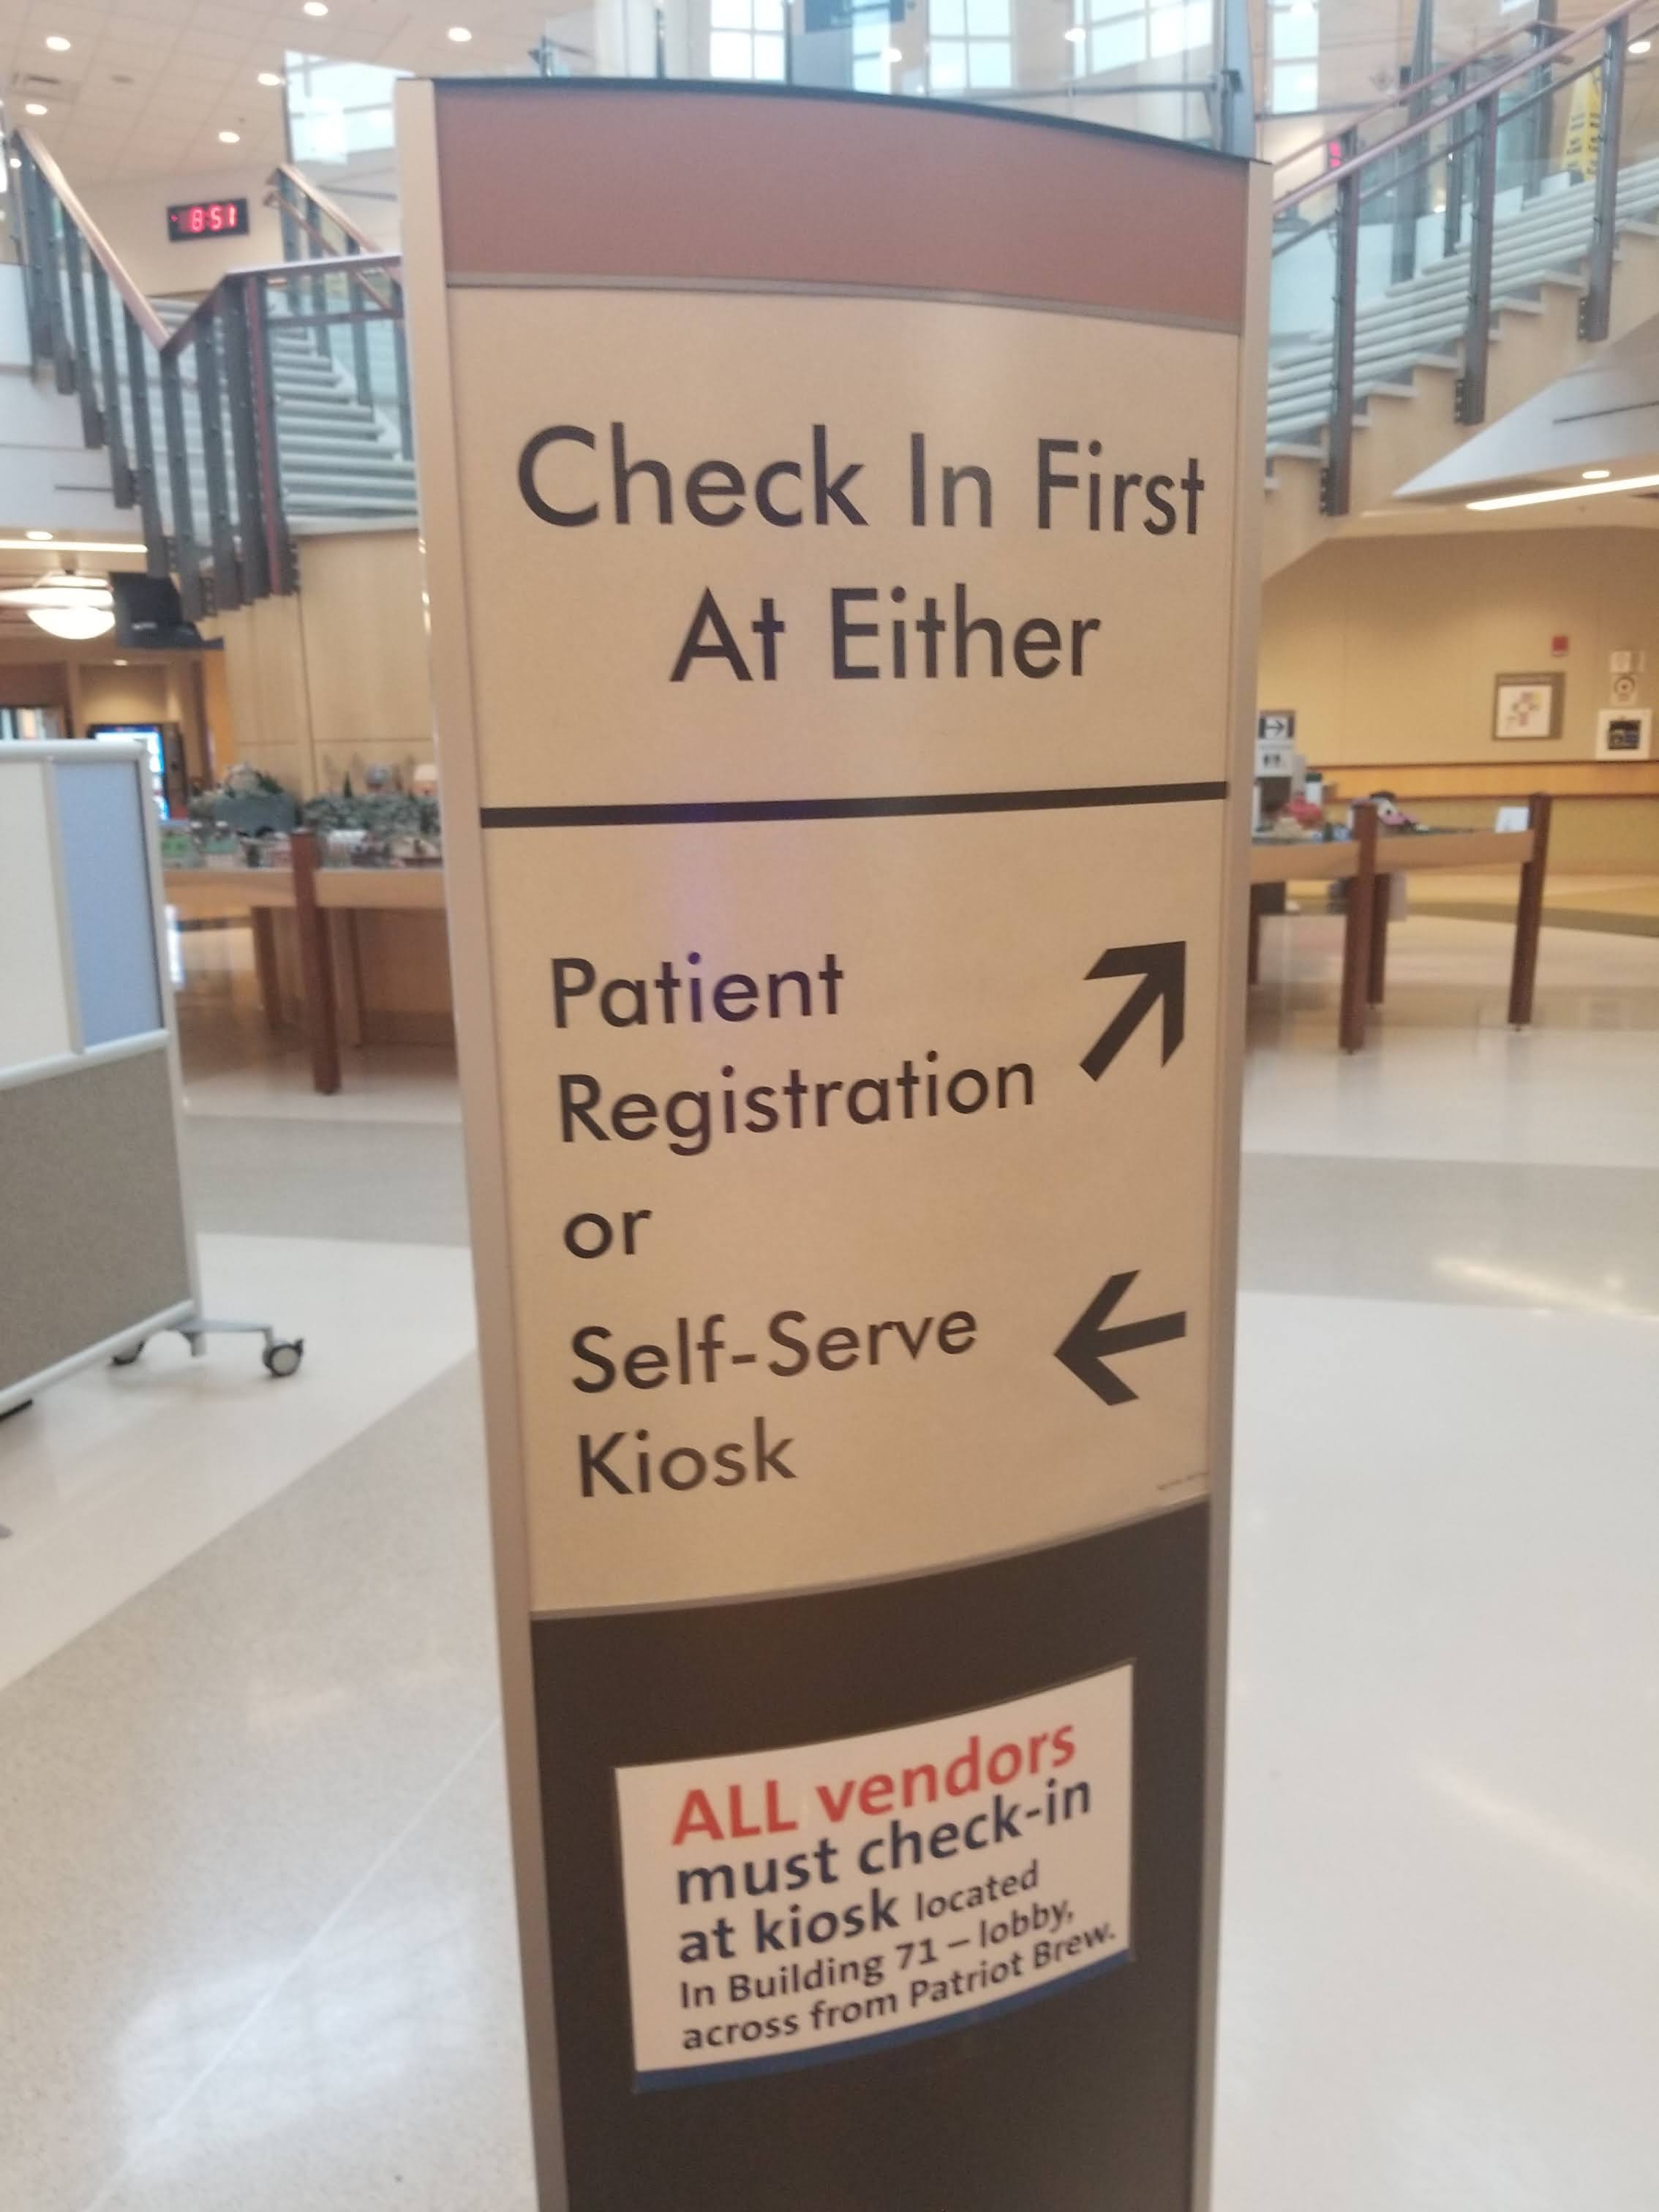 8:51
Check In First
At Either
Patient
Registration
or
Self-Serve
Kiosk
ALL vendors
must check-in
at kiosk located
In Building 71 – lobby,
across from Patriot Brew.